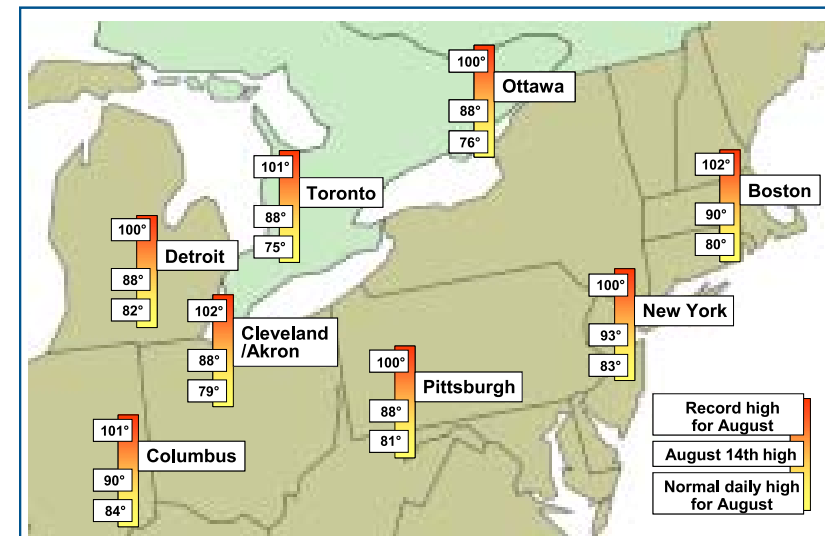 100°
Ottawa
88°
76°
101°
Toronto
88°
75°
102°
Boston
90°
80°
100°
Detroit
88°
82°
102°
Cleveland
/Akron
88°
79°
100°
New York
93°
83°
100°
Pittsburgh
88°
81°
101°
Columbus
90°
84°
Record high
for August
August 14th high
Normal daily high
for August